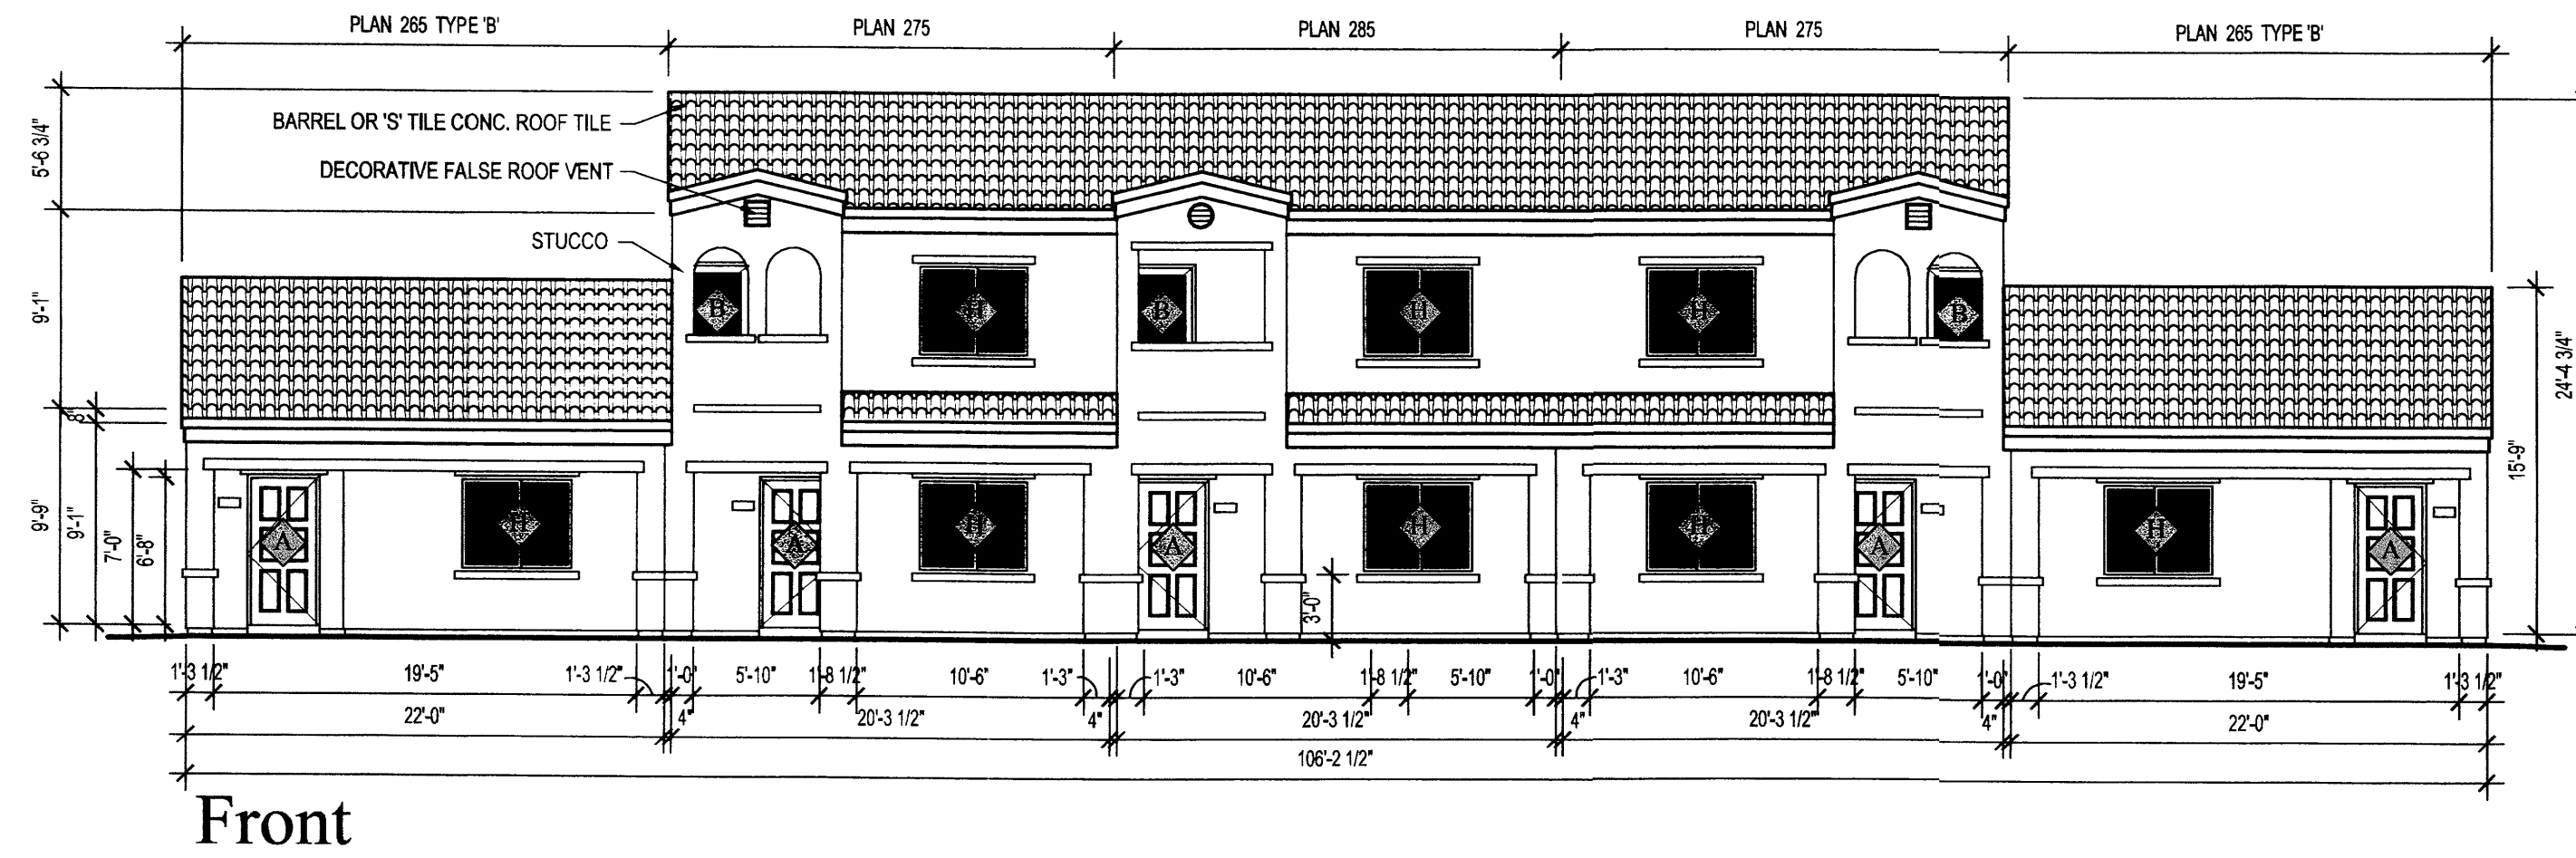 PLAN 265 TYPE 'B' PLAN 275 PLAN 285 PLAN 275 PLAN 265 TYPE 'B'
BARREL OR 'S' TILE CONC. ROOF TILE
DECORATIVE FALSE ROOF VENT
STUCCO
5'-6 3/4"
9'-1"
8"
9'-9"
9'-1"
7'-0"
6'-8"
B H B H H B
A H A H A H H A H A
3'-0"
24'-4 3/4"
15'-9"
1'-3 1/2" 19'-5" 1'-3 1/2" 1'-0" 5'-10" 1'-8 1/2" 10'-6" 1'-3" 1'-3" 10'-6" 1'-8 1/2" 5'-10" 1'-0" 1'-3" 10'-6" 1'-8 1/2" 5'-10" 1'-0" 1'-3 1/2" 19'-5" 1'-3 1/2"
22'-0" 4" 20'-3 1/2" 4" 20'-3 1/2" 4" 20'-3 1/2" 4" 22'-0"
106'-2 1/2"
Front